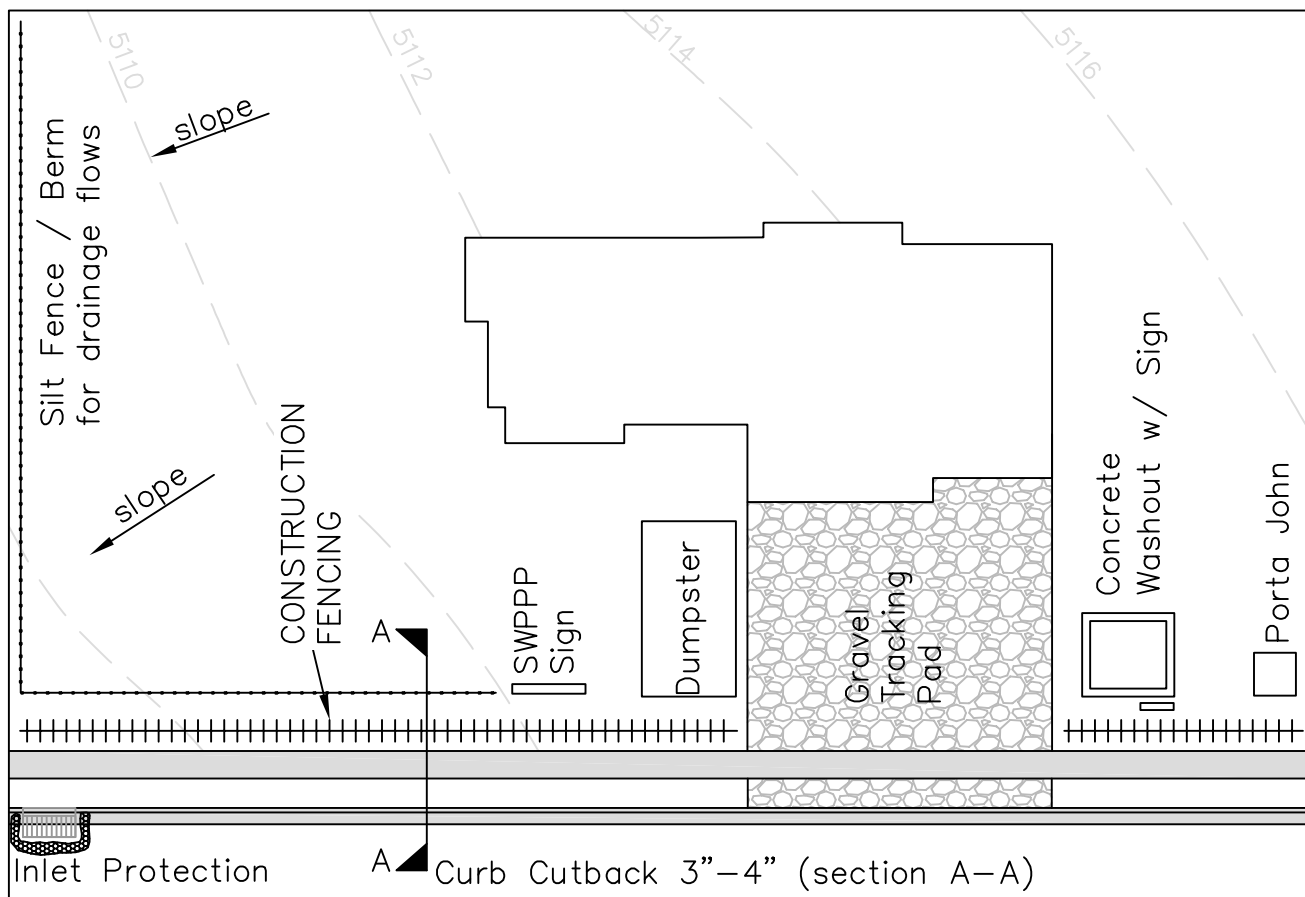 5110
5112
5114
5116
slope
Silt Fence / Berm
for drainage flows
slope
CONSTRUCTION
FENCING
A
SWPPP
Sign
Dumpster
Gravel
Tracking
Pad
Concrete
Washout w/ Sign
Porta John
Inlet Protection
A
Curb Cutback 3"-4" (section A-A)